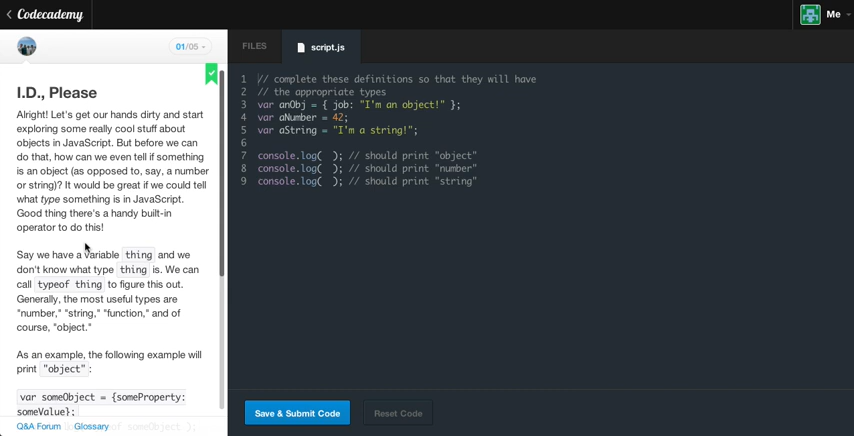 Codecademy
Me
01/05
FILES
script.js
I.D., Please
Alright! Let's get our hands dirty and start
exploring some really cool stuff about
objects in JavaScript. But before we can
do that, how can we even tell if something
is an object (as opposed to, say, a number
or string)? It would be great if we could tell
what type something is in JavaScript.
Good thing there's a handy built-in
operator to do this!
Say we have a variable thing and we
don't know what type thing is. We can
call typeof thing to figure this out.
Generally, the most useful types are
"number," "string," "function," and of
course, "object."
As an example, the following example will
print "object":
var someObject = {someProperty:
someValue};
of someObject );
Q&A Forum Glossary
1 // complete these definitions so that they will have
2 // the appropriate types
3 var anObj = { job: "I'm an object!" };
4 var aNumber = 42;
5 var aString = "I'm a string!";
6
7 console.log(  ); // should print "object"
8 console.log(  ); // should print "number"
9 console.log(  ); // should print "string"
Save & Submit Code
Reset Code